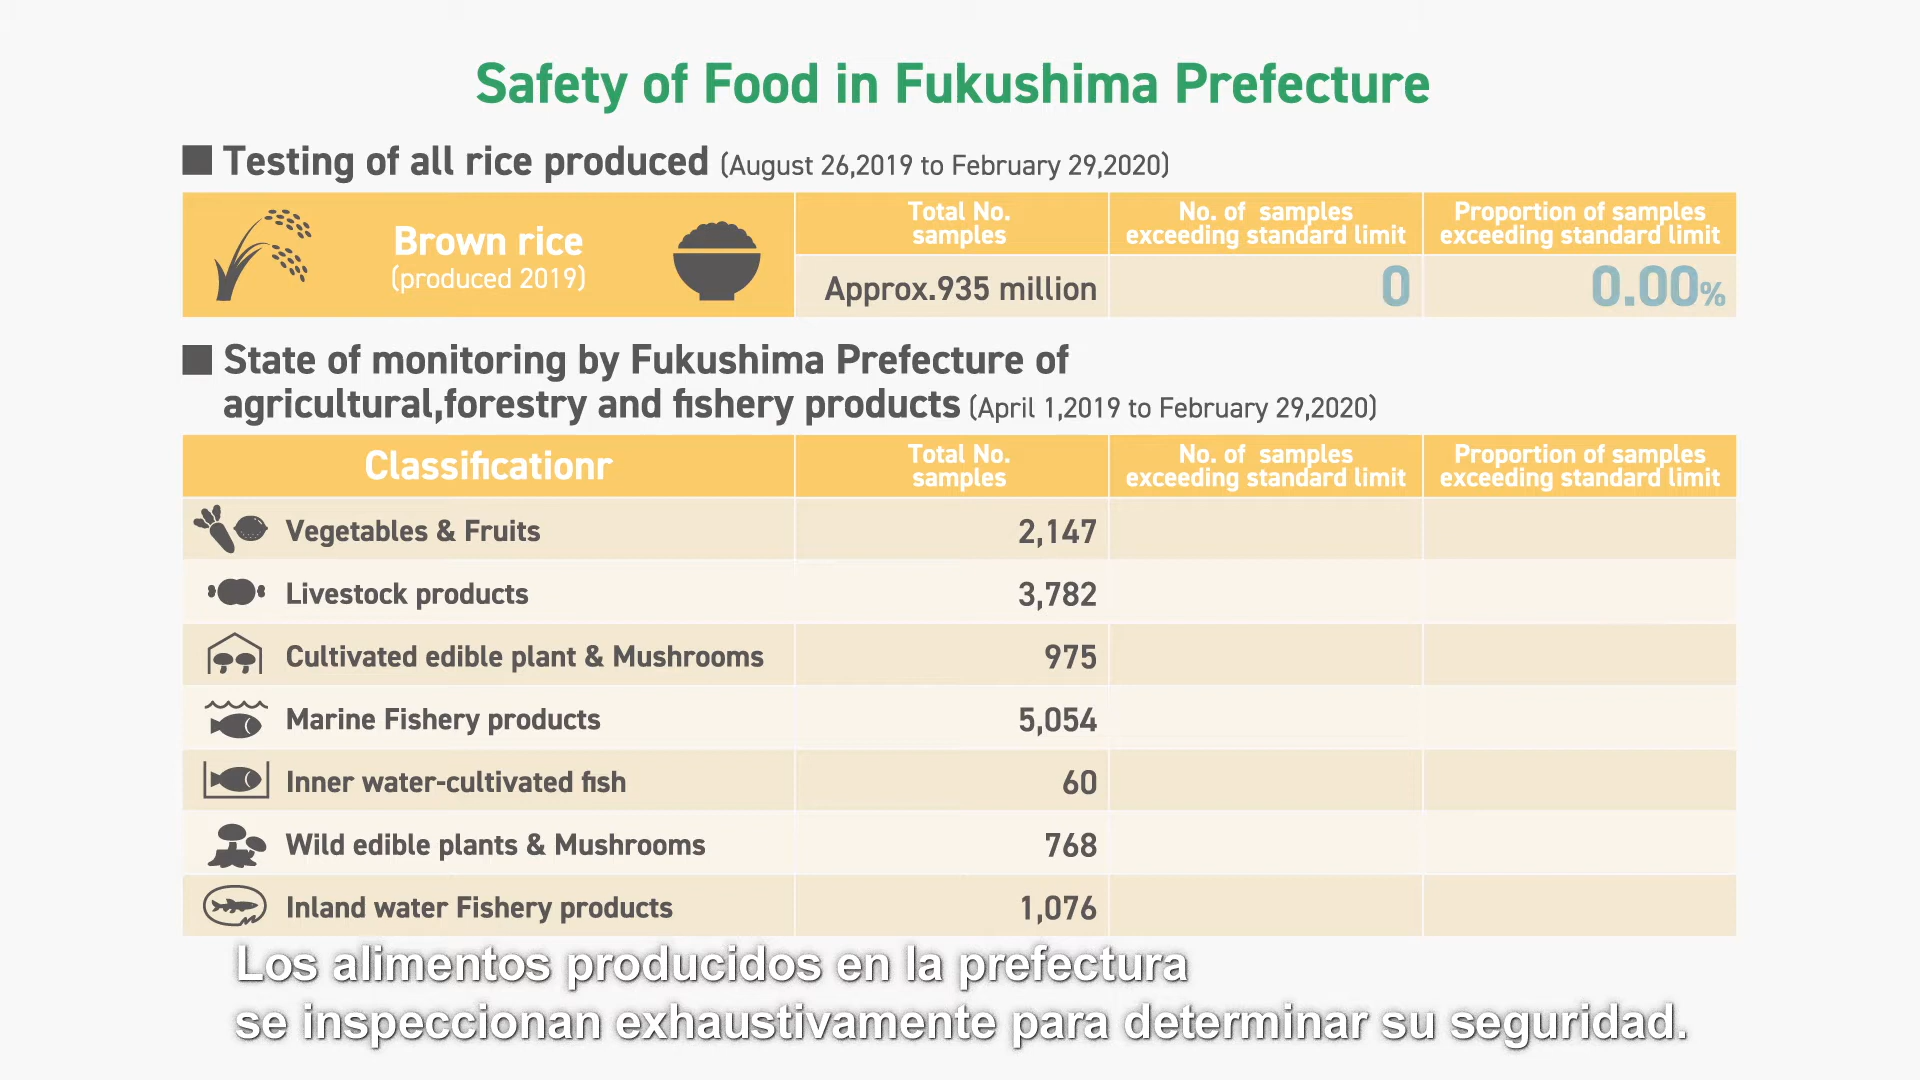 Safety of Food in Fukushima Prefecture
■ Testing of all rice produced (August 26,2019 to February 29,2020)
Brown rice
(produced 2019)
Total No.
samples
No. of samples
exceeding standard limit
Proportion of samples
exceeding standard limit
Approx.935 million
0
0.00%
■ State of monitoring by Fukushima Prefecture of
agricultural,forestry and fishery products (April 1,2019 to February 29,2020)
Classificationr
Total No.
samples
No. of samples
exceeding standard limit
Proportion of samples
exceeding standard limit
Vegetables & Fruits 2,147
Livestock products 3,782
Cultivated edible plant & Mushrooms 975
Marine Fishery products 5,054
Inner water-cultivated fish 60
Wild edible plants & Mushrooms 768
Inland water Fishery products 1,076
Los alimentos producidos en la prefectura
se inspeccionan exhaustivamente para determinar su seguridad.